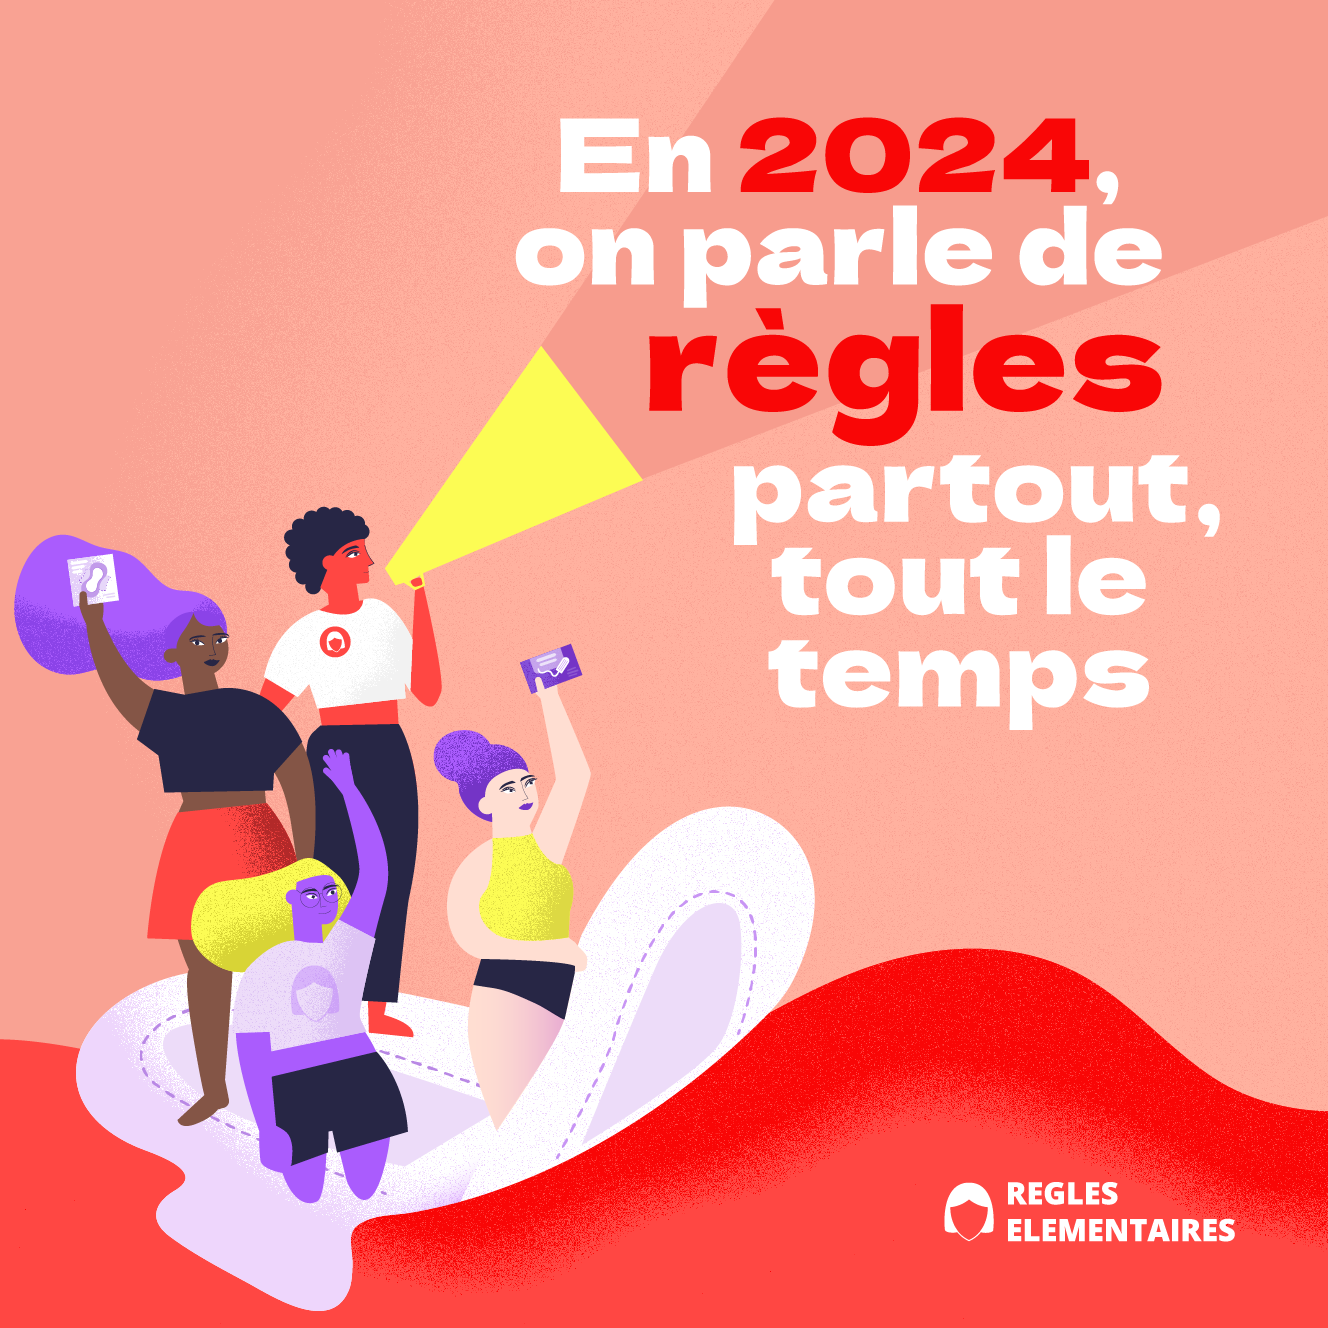 En 2024,
on parle de
règles
partout,
tout le
temps
REGLES
ELEMENTAIRES